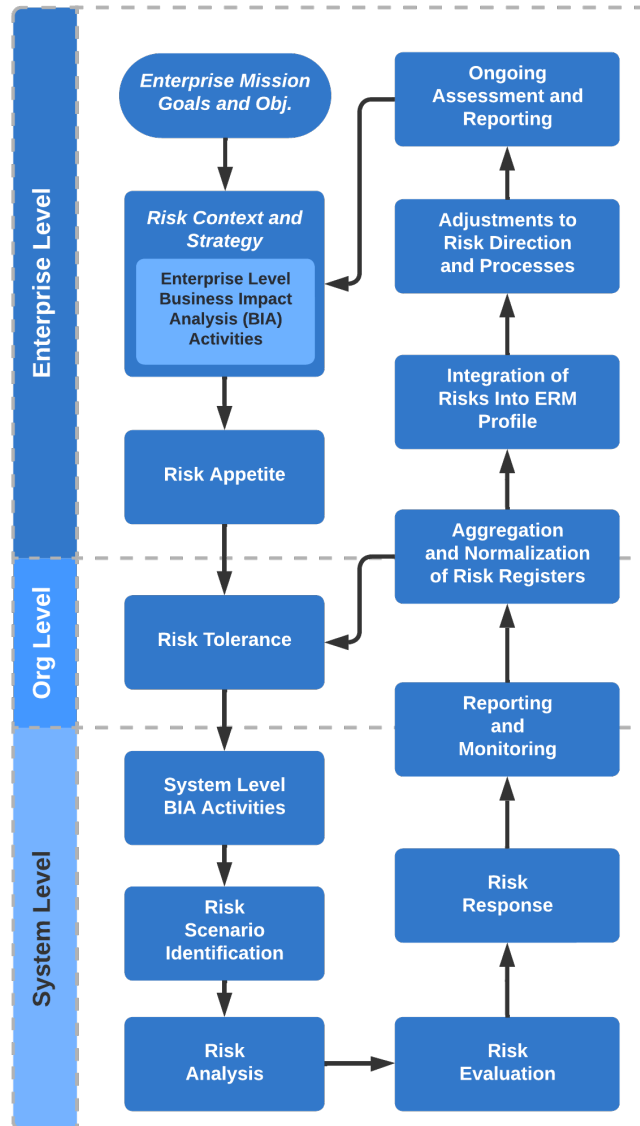 Enterprise Level
Org Level
System Level
Enterprise Mission
Goals and Obj.
Risk Context and
Strategy
Enterprise Level
Business Impact
Analysis (BIA)
Activities
Risk Appetite
Risk Tolerance
System Level
BIA Activities
Risk
Scenario
Identification
Risk
Analysis
Risk
Evaluation
Risk
Response
Reporting
and
Monitoring
Aggregation
and Normalization
of Risk Registers
Integration of
Risks Into ERM
Profile
Adjustments to
Risk Direction
and Processes
Ongoing
Assessment and
Reporting